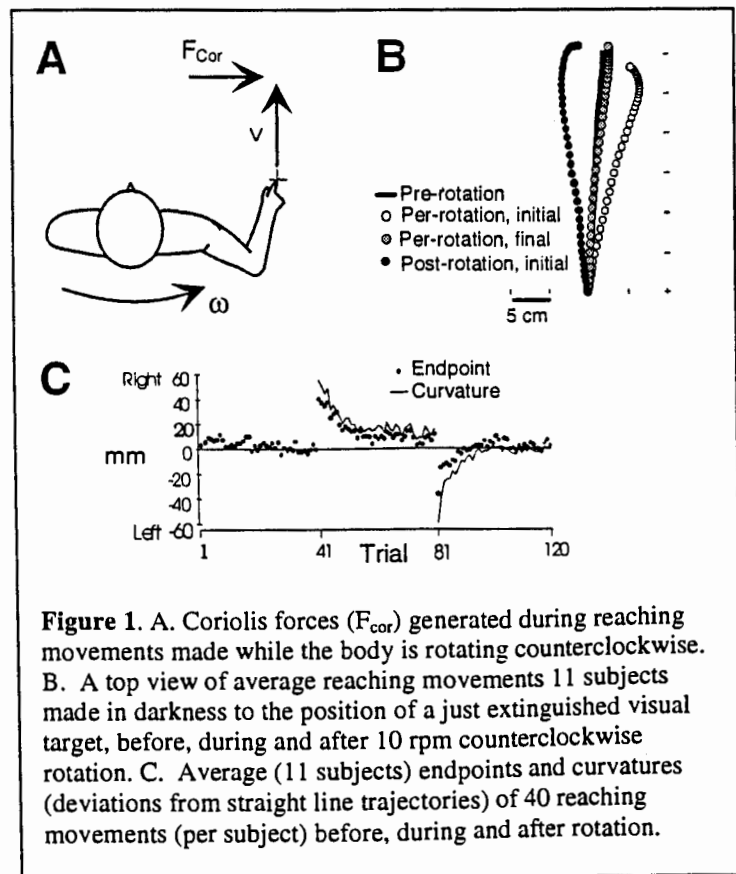 A
F_Cor
v
ω
B
Pre-rotation
Per-rotation, initial
Per-rotation, final
Post-rotation, initial
5 cm
C
Right 60
40
20
mm 0
-20
-40
Left -60
Endpoint
Curvature
1 41 Trial 81 120
Figure 1. A. Coriolis forces (F_cor) generated during reaching
movements made while the body is rotating counterclockwise.
B. A top view of average reaching movements 11 subjects
made in darkness to the position of a just extinguished visual
target, before, during and after 10 rpm counterclockwise
rotation. C. Average (11 subjects) endpoints and curvatures
(deviations from straight line trajectories) of 40 reaching
movements (per subject) before, during and after rotation.